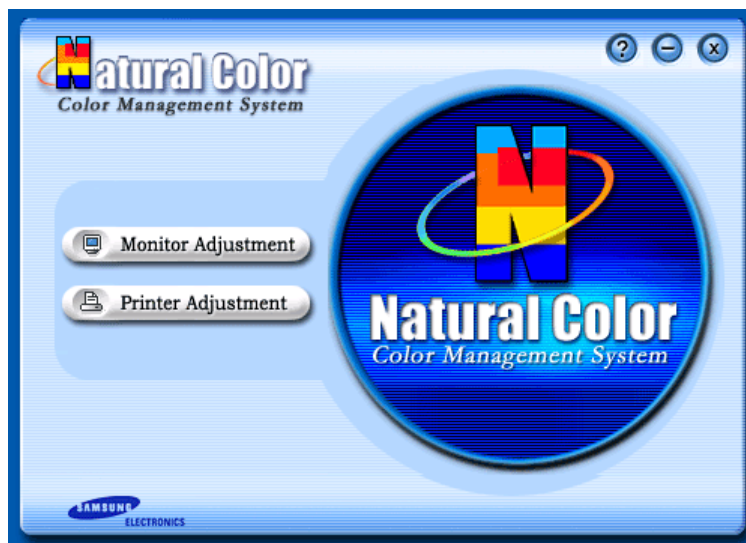 Natural Color
Color Management System
? − x
Monitor Adjustment
Printer Adjustment
N
Natural Color
Color Management System
SAMSUNG
ELECTRONICS